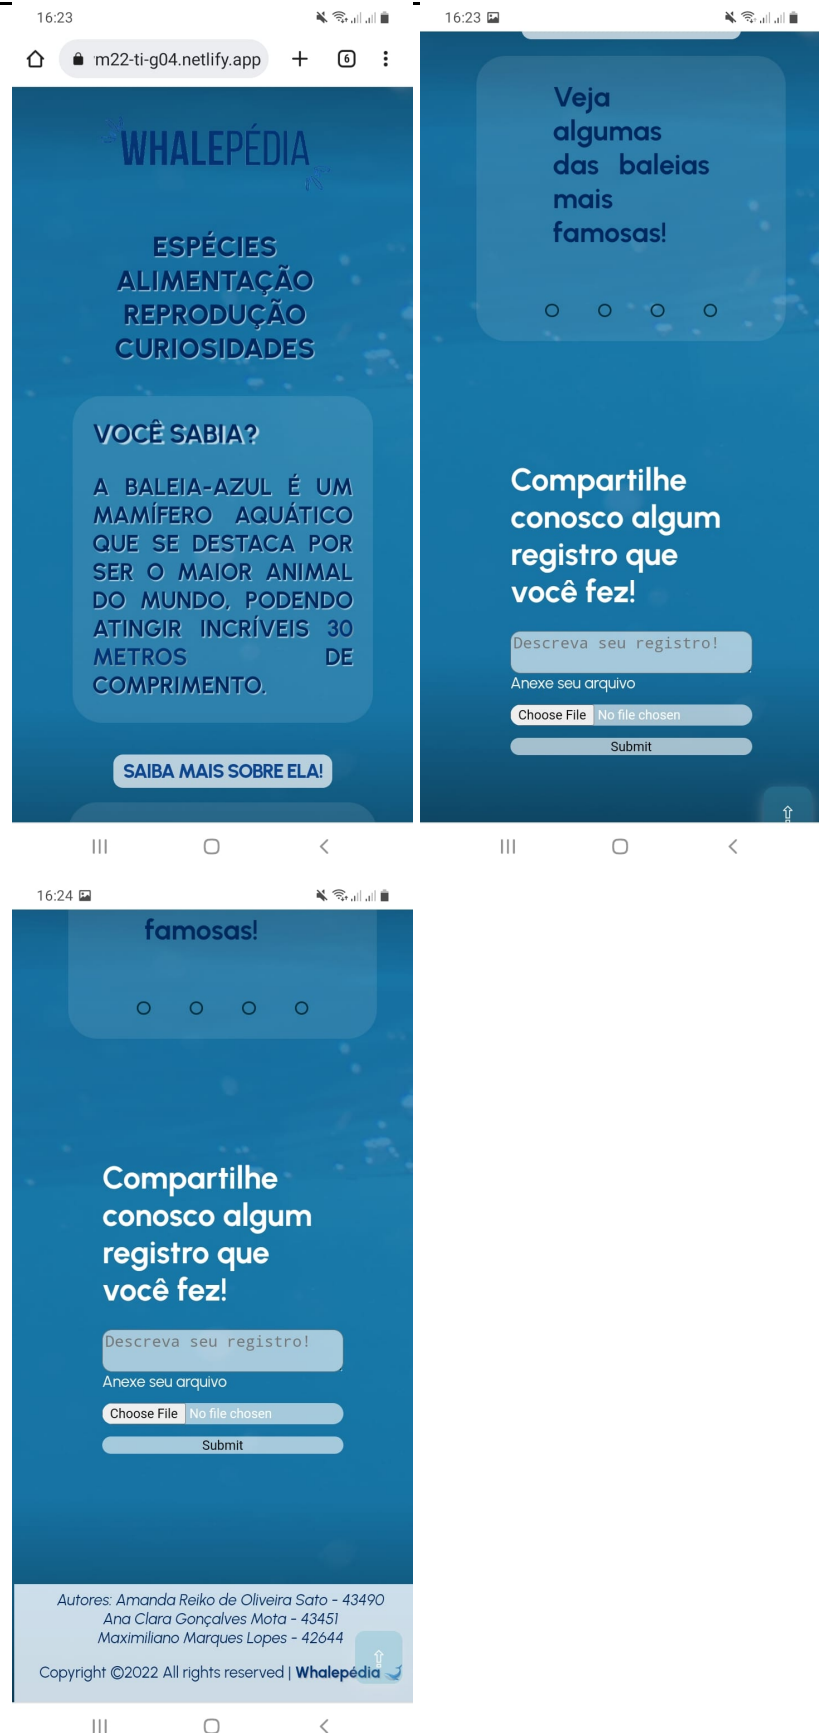 16:23
m22-ti-g04.netlify.app
6
WHALEPÉDIA
ESPÉCIES
ALIMENTAÇÃO
REPRODUÇÃO
CURIOSIDADES
VOCÊ SABIA?
A BALEIA-AZUL É UM
MAMÍFERO AQUÁTICO
QUE SE DESTACA POR
SER O MAIOR ANIMAL
DO MUNDO, PODENDO
ATINGIR INCRÍVEIS 30
METROS DE
COMPRIMENTO.
SAIBA MAIS SOBRE ELA!
16:23
Veja
algumas
das baleias
mais
famosas!
Compartilhe
conosco algum
registro que
você fez!
Descreva seu registro!
Anexe seu arquivo
Choose File No file chosen
Submit
16:24
famosas!
Compartilhe
conosco algum
registro que
você fez!
Descreva seu registro!
Anexe seu arquivo
Choose File No file chosen
Submit
Autores: Amanda Reiko de Oliveira Sato - 43490
Ana Clara Gonçalves Mota - 43451
Maximiliano Marques Lopes - 42644
Copyright ©2022 All rights reserved | Whalepédia